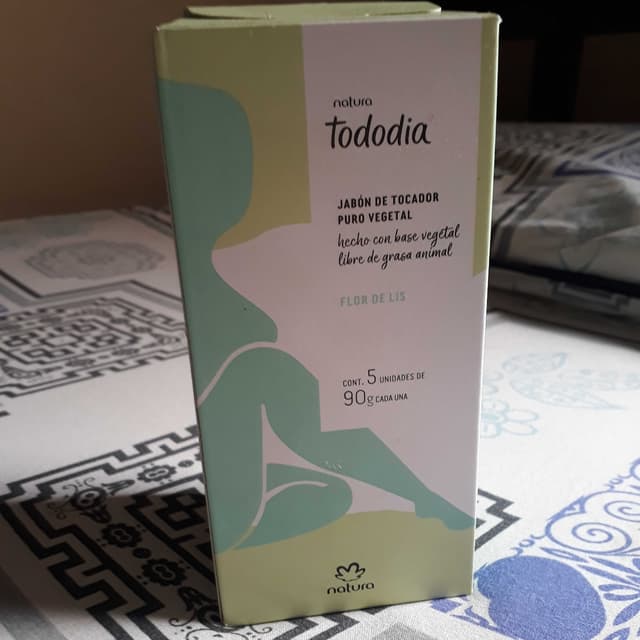 natura
Tododia
JABÓN DE TOCADOR
PURO VEGETAL
hecho con base vegetal
libre de grasa animal
FLOR DE LIS
CONT. 5 UNIDADES DE
90g CADA UNA
natura